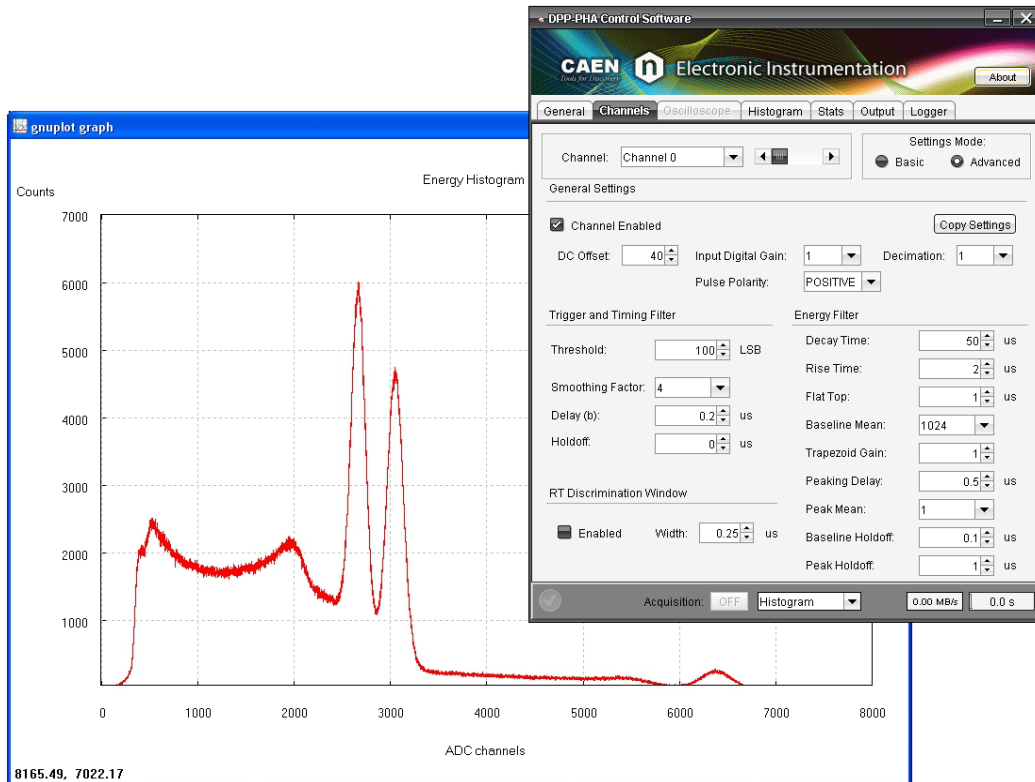 DPP-PHA Control Software
CAEN n Electronic Instrumentation
Tools for Discovery
About
General Channels Oscilloscope Histogram Stats Output Logger
Channel: Channel 0
Settings Mode:
Basic Advanced
General Settings
Channel Enabled Copy Settings
DC Offset: 40 Input Digital Gain: 1 Decimation: 1
Pulse Polarity: POSITIVE
Trigger and Timing Filter
Threshold: 100 LSB
Smoothing Factor: 4
Delay (b): 0.2 us
Holdoff: 0 us
RT Discrimination Window
Enabled Width: 0.25 us
Energy Filter
Decay Time: 50 us
Rise Time: 2 us
Flat Top: 1 us
Baseline Mean: 1024
Trapezoid Gain: 1
Peaking Delay: 0.5 us
Peak Mean: 1
Baseline Holdoff: 0.1 us
Peak Holdoff: 1 us
Acquisition: OFF Histogram 0.00 MB/s 0.0 s
gnuplot graph
Energy Histogram
Counts
7000
6000
5000
4000
3000
2000
1000
0 1000 2000 3000 4000 5000 6000 7000 8000
ADC channels
8165.49, 7022.17